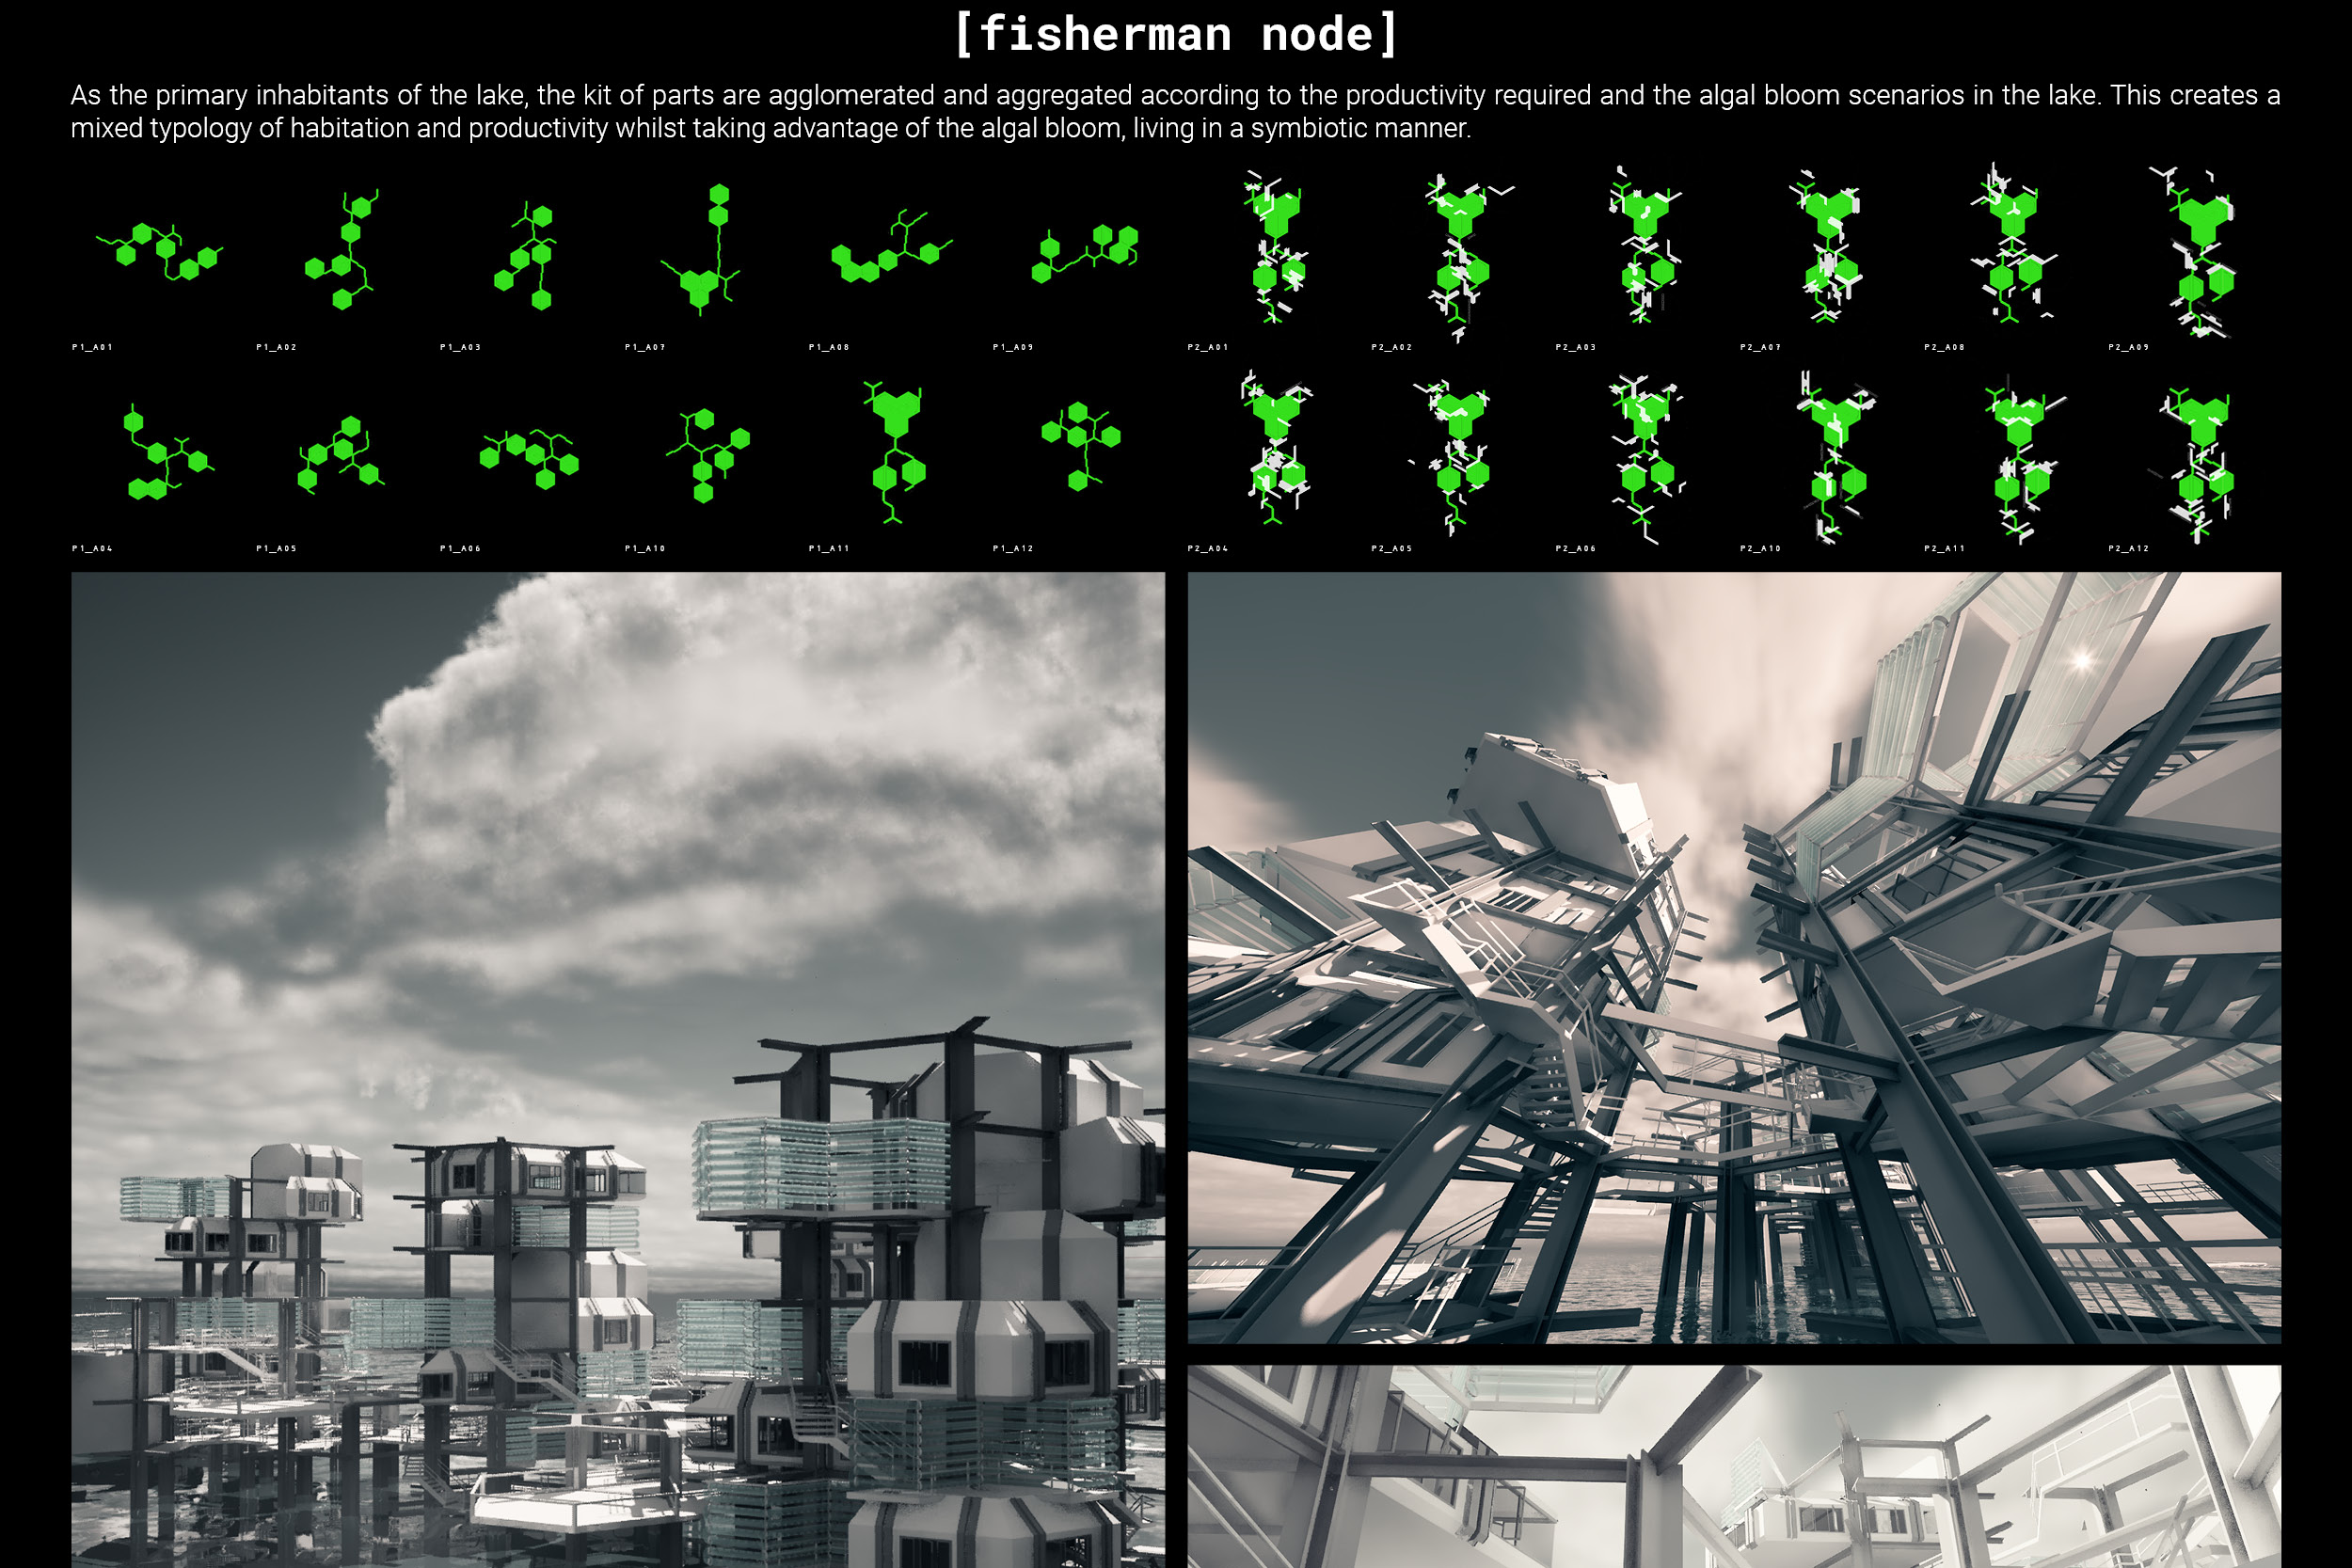 [fisherman node]
As the primary inhabitants of the lake, the kit of parts are agglomerated and aggregated according to the productivity required and the algal bloom scenarios in the lake. This creates a
mixed typology of habitation and productivity whilst taking advantage of the algal bloom, living in a symbiotic manner.
P1_A01 P1_A02 P1_A03 P1_A07 P1_A08 P1_A09 P2_A01 P2_A02 P2_A03 P2_A07 P2_A08 P2_A09
P1_A04 P1_A05 P1_A06 P1_A10 P1_A11 P1_A12 P2_A04 P2_A05 P2_A06 P2_A10 P2_A11 P2_A12